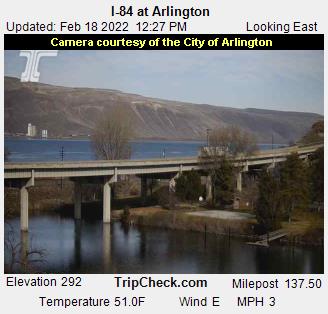 I-84 at Arlington
Updated: Feb 18 2022 12:27 PM Looking East
Camera courtesy of the City of Arlington
Elevation 292 TripCheck.com Milepost 137.50
Temperature 51.0F Wind E MPH 3